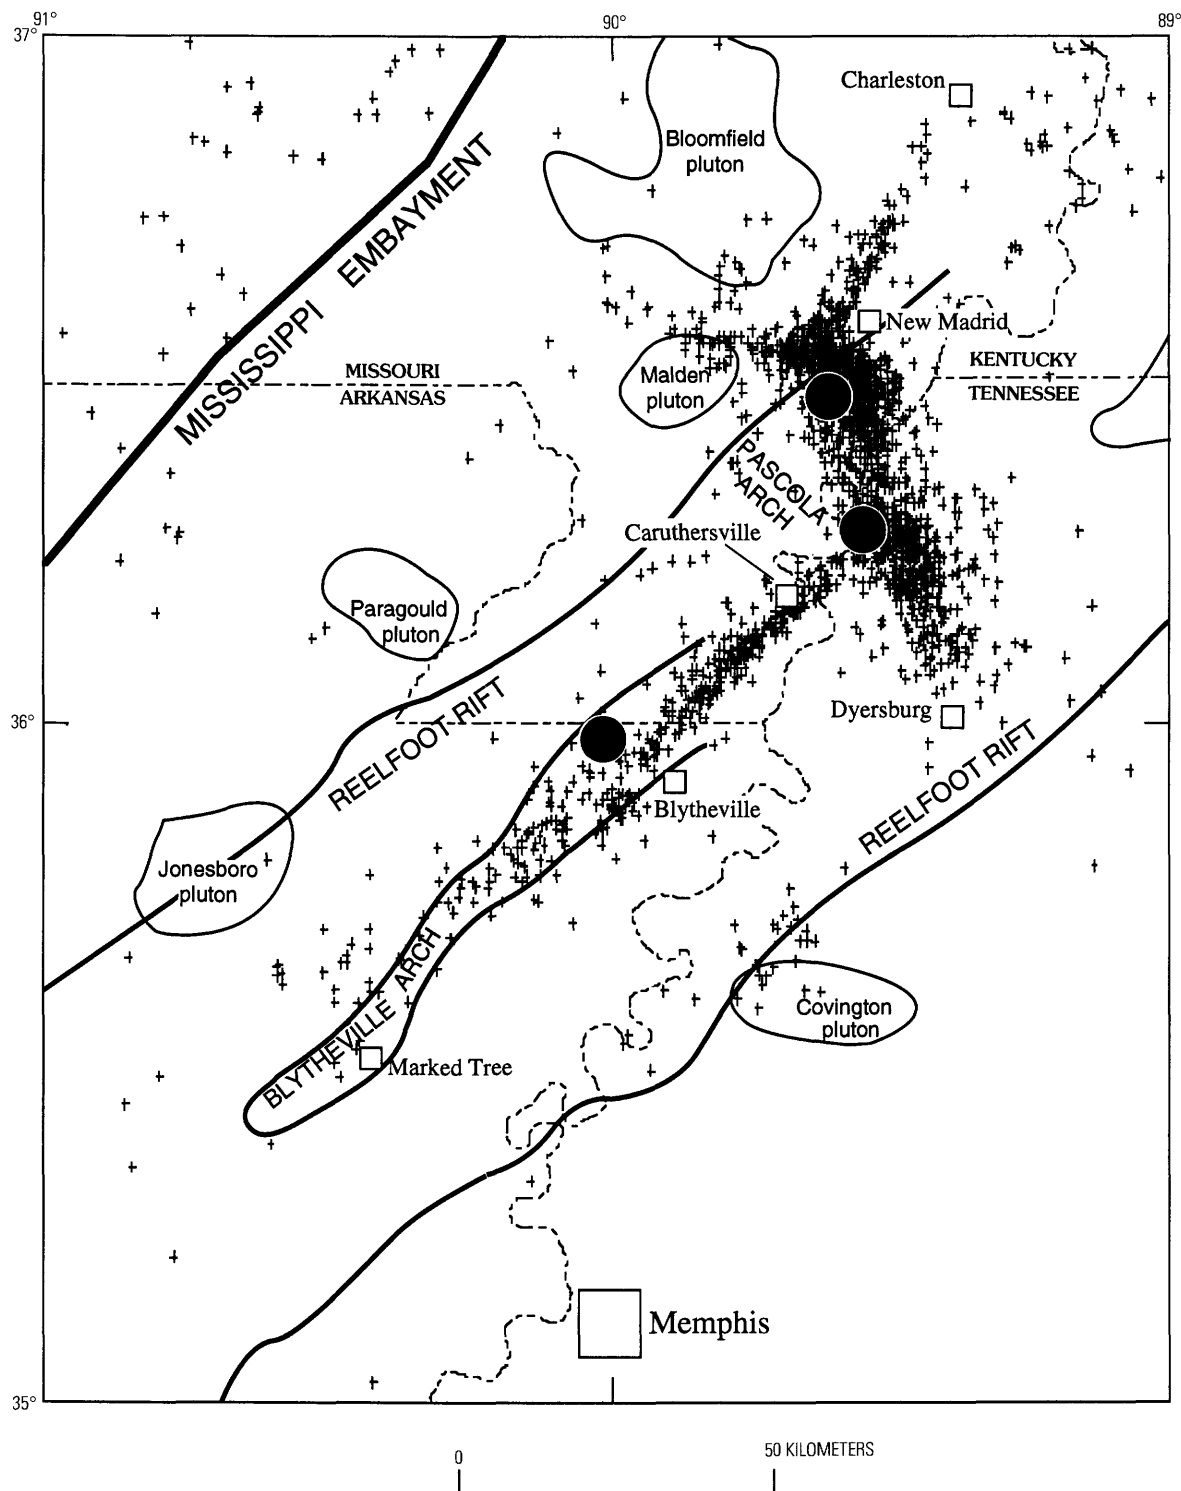 91°
90°
89°
37°
Charleston
Bloomfield
pluton
MISSISSIPPI EMBAYMENT
New Madrid
MISSOURI
ARKANSAS
Malden
pluton
KENTUCKY
TENNESSEE
PASCOLA
ARCH
Caruthersville
Paragould
pluton
REELFOOT RIFT
36°
Dyersburg
REELFOOT RIFT
Blytheville
Jonesboro
pluton
BLYTHEVILLE ARCH
Covington
pluton
Marked Tree
Memphis
35°
0
50 KILOMETERS